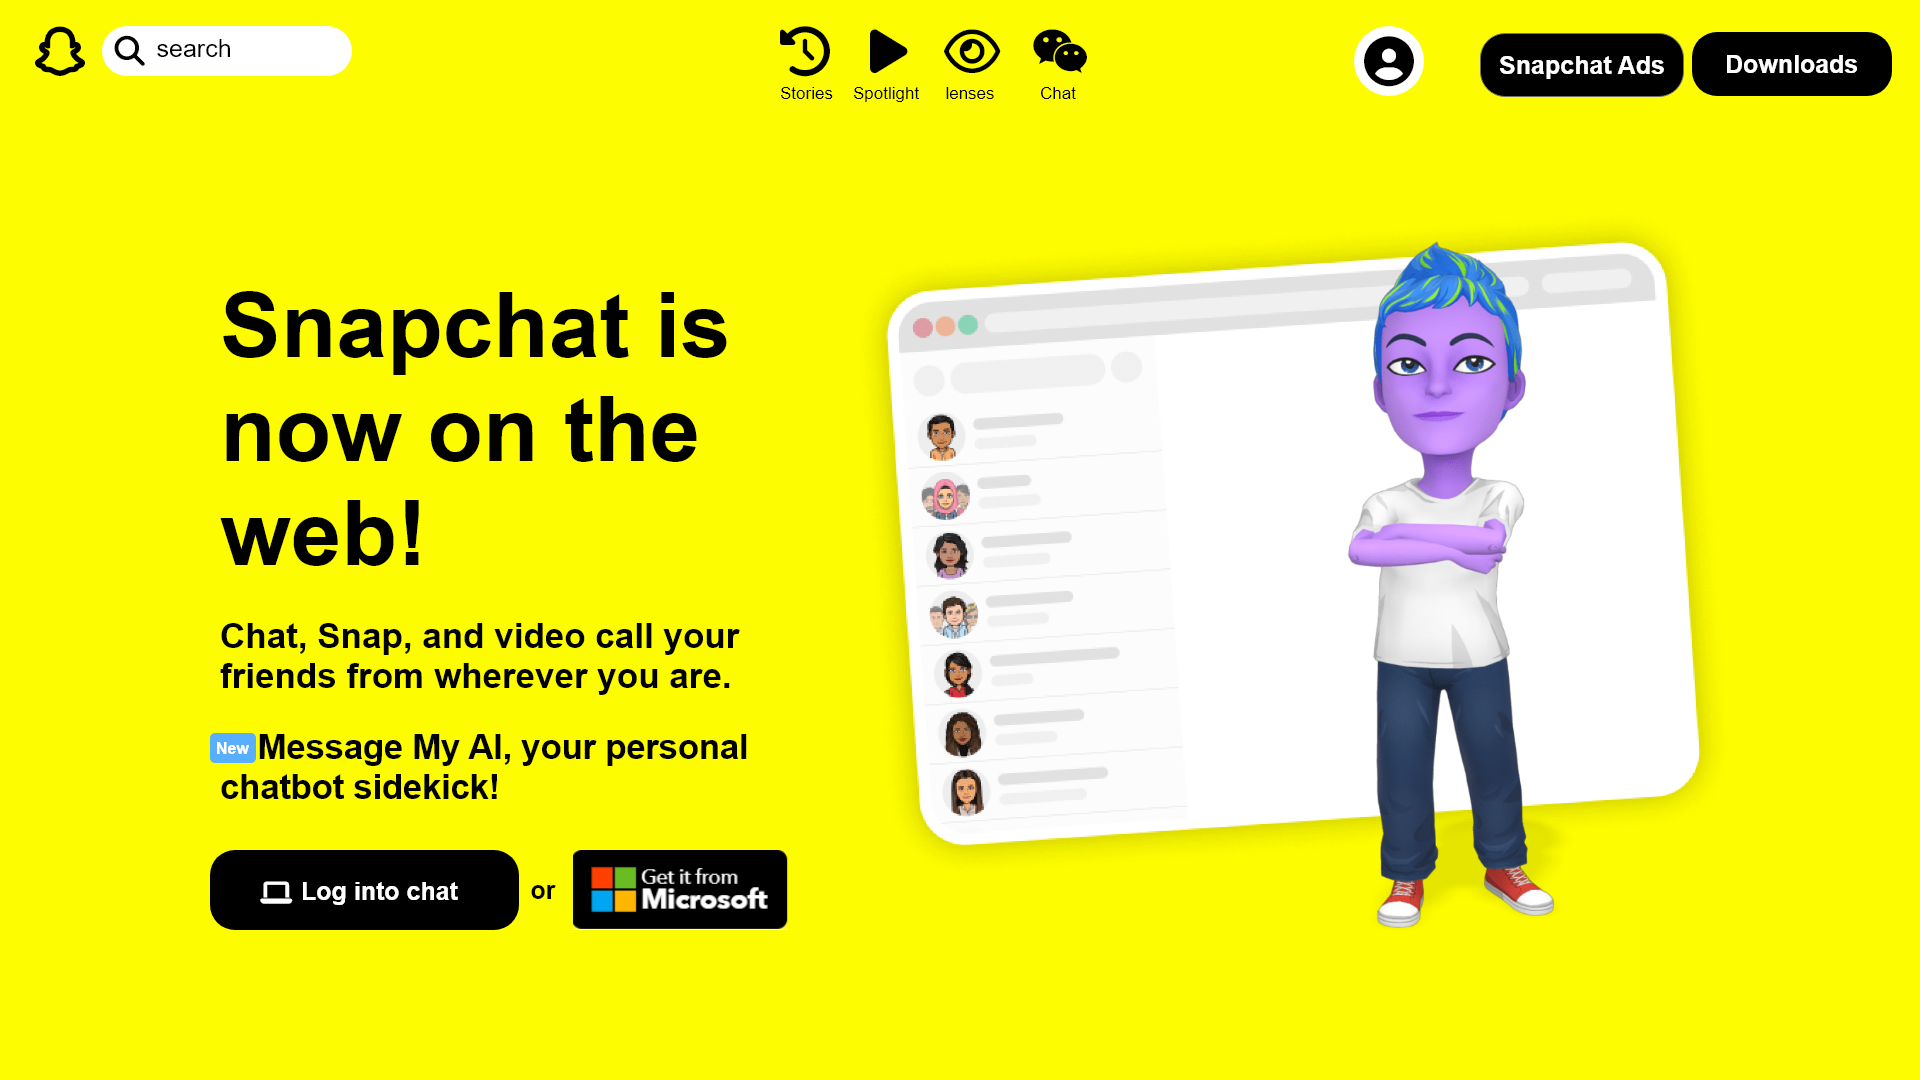 search
Stories
Spotlight
lenses
Chat
Snapchat Ads
Downloads
Snapchat is
now on the
web!
Chat, Snap, and video call your
friends from wherever you are.
New Message My AI, your personal
chatbot sidekick!
Log into chat
or
Get it from
Microsoft